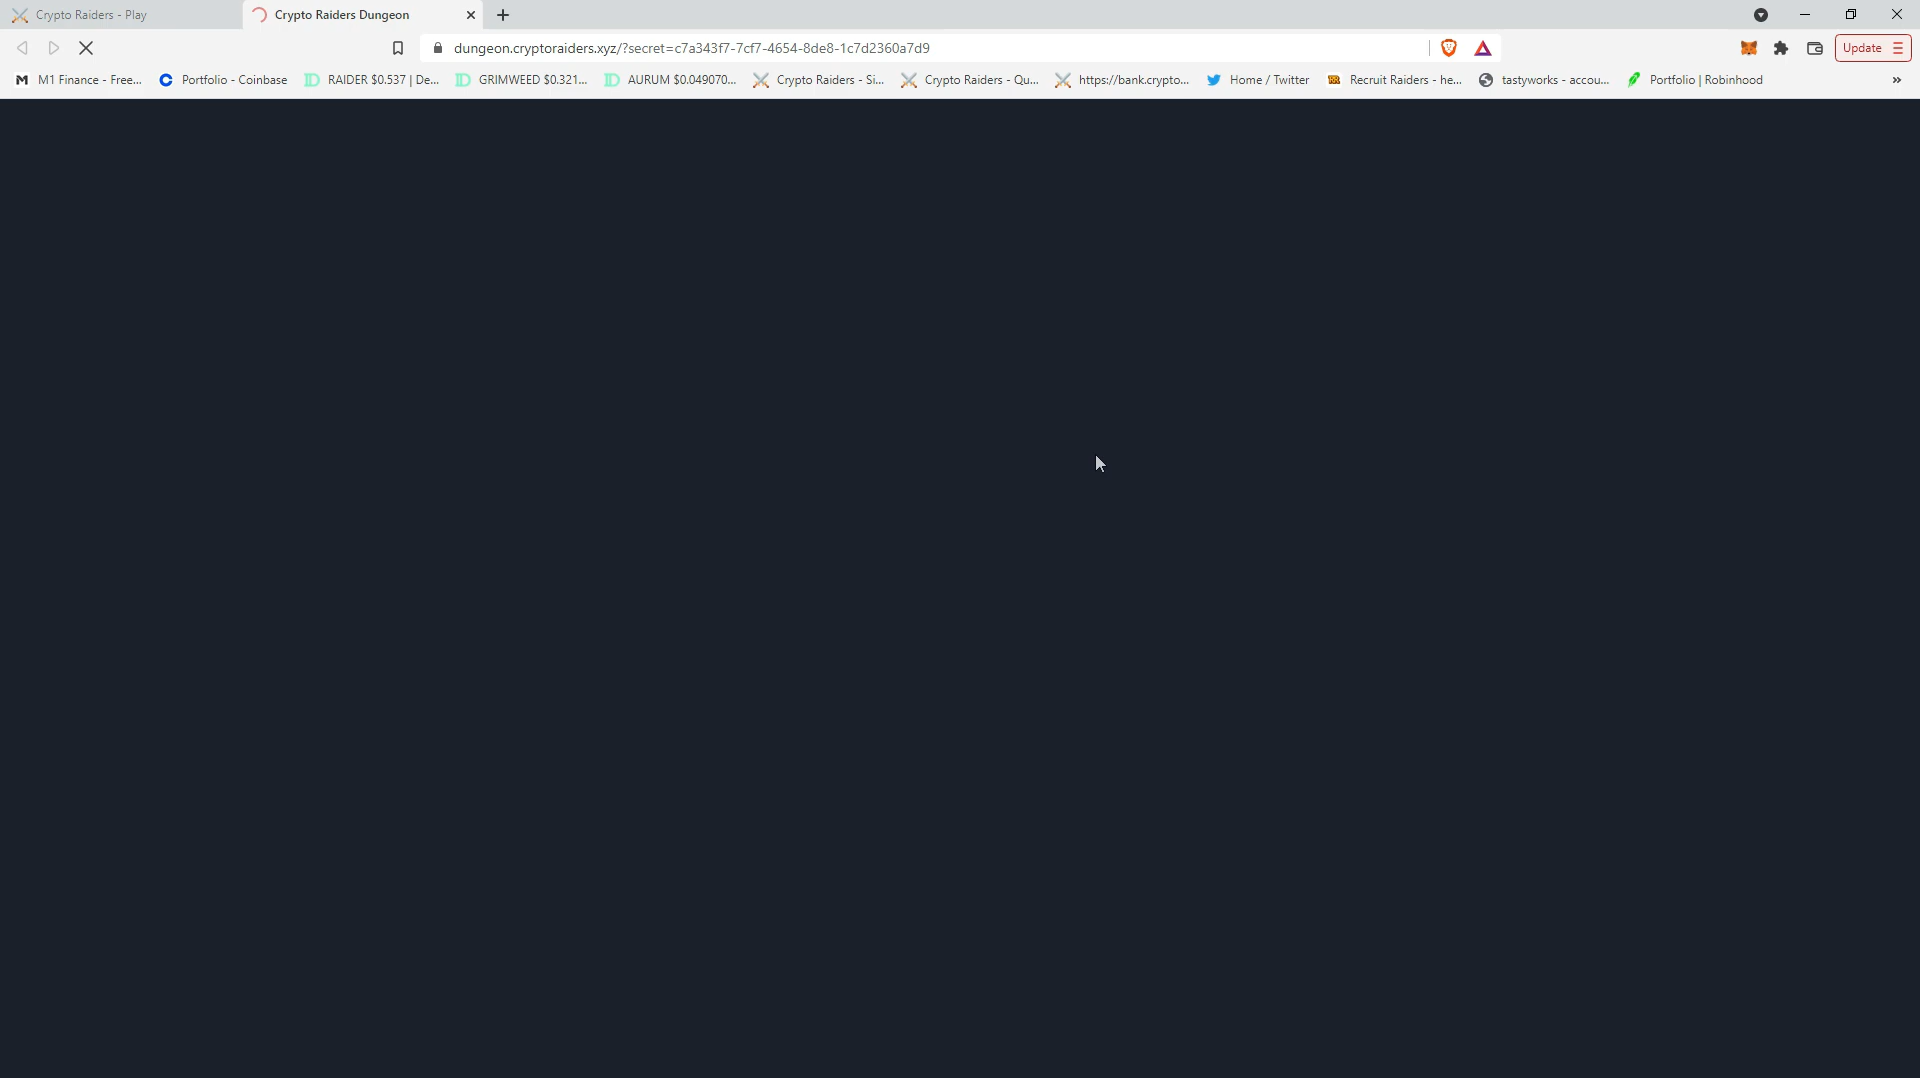 Crypto Raiders - Play
Crypto Raiders Dungeon
dungeon.cryptoraiders.xyz/?secret=c7a343f7-7cf7-4654-8de8-1c7d2360a7d9
Update
M1 Finance - Free...
Portfolio - Coinbase
RAIDER $0.537 | De...
GRIMWEED $0.321...
AURUM $0.049070...
Crypto Raiders - Si...
Crypto Raiders - Qu...
https://bank.crypto...
Home / Twitter
Recruit Raiders - he...
tastyworks - accou...
Portfolio | Robinhood